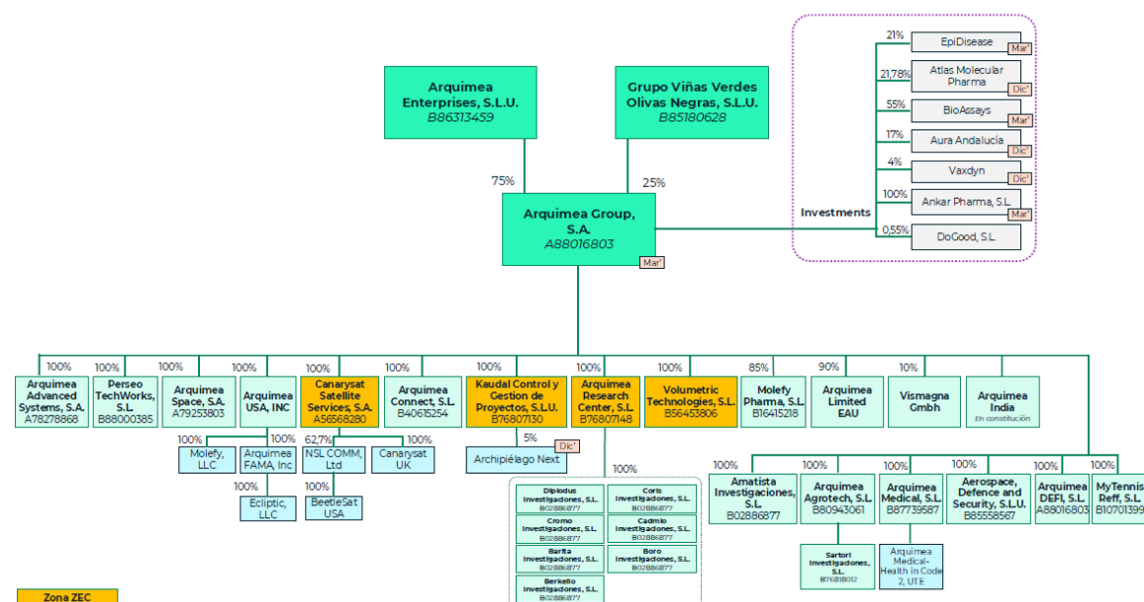 Arquimea
Enterprises, S.L.U.
B86313459
Grupo Viñas Verdes
Olivas Negras, S.L.U.
B85180628
75%
25%
Arquimea Group,
S.A.
A88016803
Mar'
Investments
21%
EpiDisease
Mar'
21,78%
Atlas Molecular
Pharma
Dic'
55%
BioAssays
Mar'
17%
Aura Andalucía
Dic'
4%
Vaxdyn
Dic'
100%
Ankar Pharma, S.L.
Mar'
0,55%
DoGood, S.L.
100%
Arquimea
Advanced
Systems, S.A.
A78278868
100%
Perseo
TechWorks,
S.L.
B88000385
100%
Arquimea
Space, S.A.
A79253803
100%
Arquimea
USA, INC
100%
Canarysat
Satellite
Services, S.A.
A56568280
100%
Arquimea
Connect, S.L.
B40615254
100%
Kaudal Control y
Gestion de
Proyectos, S.L.U.
B76807130
100%
Arquimea
Research
Center, S.L.
B76807148
100%
Volumetric
Technologies, S.L.
B56453806
85%
Molefy
Pharma, S.L.
B16415218
90%
Arquimea
Limited
EAU
10%
Vismagna
Gmbh
Arquimea
India
En constitución
100%
Molefy,
LLC
100%
Arquimea
FAMA, Inc
62,7%
NSL COMM,
Ltd
100%
Canarysat
UK
5%
Dic'
Archipiélago Next
100%
Ecliptic,
LLC
100%
BeetleSat
USA
100%
Diplodus
Investigaciones, S.L.
B02886877
Coris
Investigaciones, S.L.
B02886877
Cromo
Investigaciones, S.L.
B02886877
Cadmio
Investigaciones, S.L.
B02886877
Barita
Investigaciones, S.L.
B02886877
Boro
Investigaciones, S.L.
B02886877
Berkelio
Investigaciones, S.L.
B02886877
100%
Amatista
Investigaciones,
S.L.
B02886877
100%
Arquimea
Agrotech, S.L.
B80943061
100%
Arquimea
Medical, S.L.
B87739587
100%
Aerospace,
Defence and
Security, S.L.U.
B85558567
100%
Arquimea
DEFI, S.L.
A88016803
100%
MyTennis
Reff, S.L.
B10701399
Sartori
Investigaciones,
S.L.
B76818012
Arquimea
Medical-
Health in Code
2, UTE
Zona ZEC